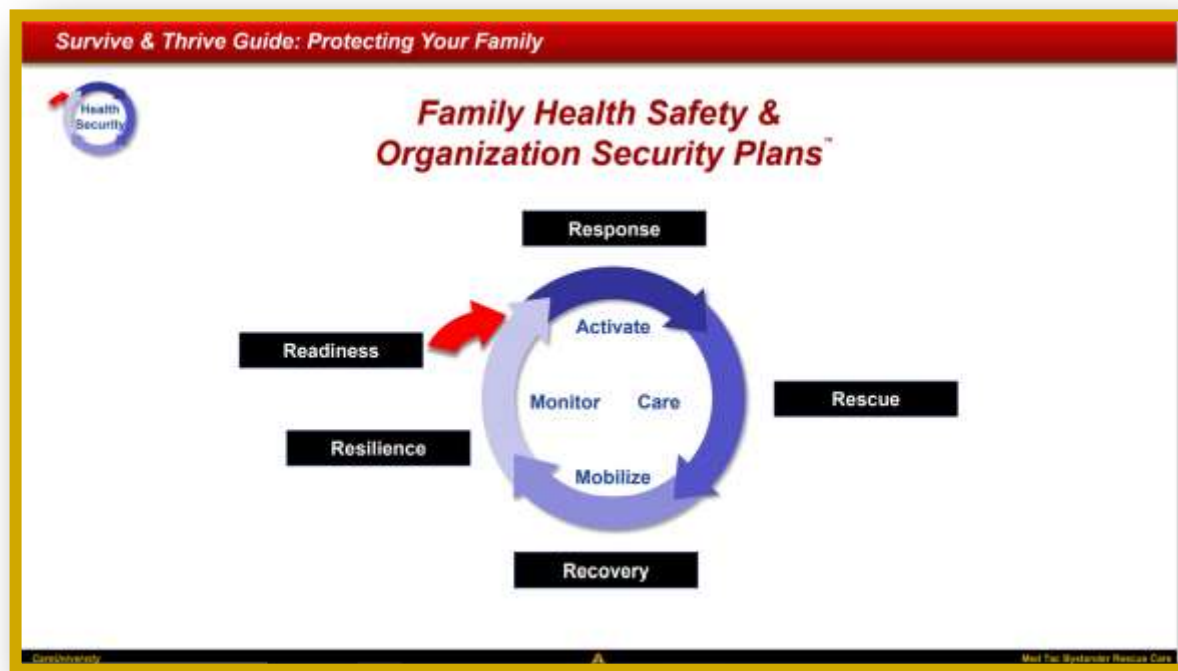 Survive & Thrive Guide: Protecting Your Family
Health
Security
Family Health Safety &
Organization Security Plans™
Response
Activate
Readiness
Monitor Care
Rescue
Resilience
Mobilize
Recovery
CareUniversity
Med Tac Bystander Rescue Care